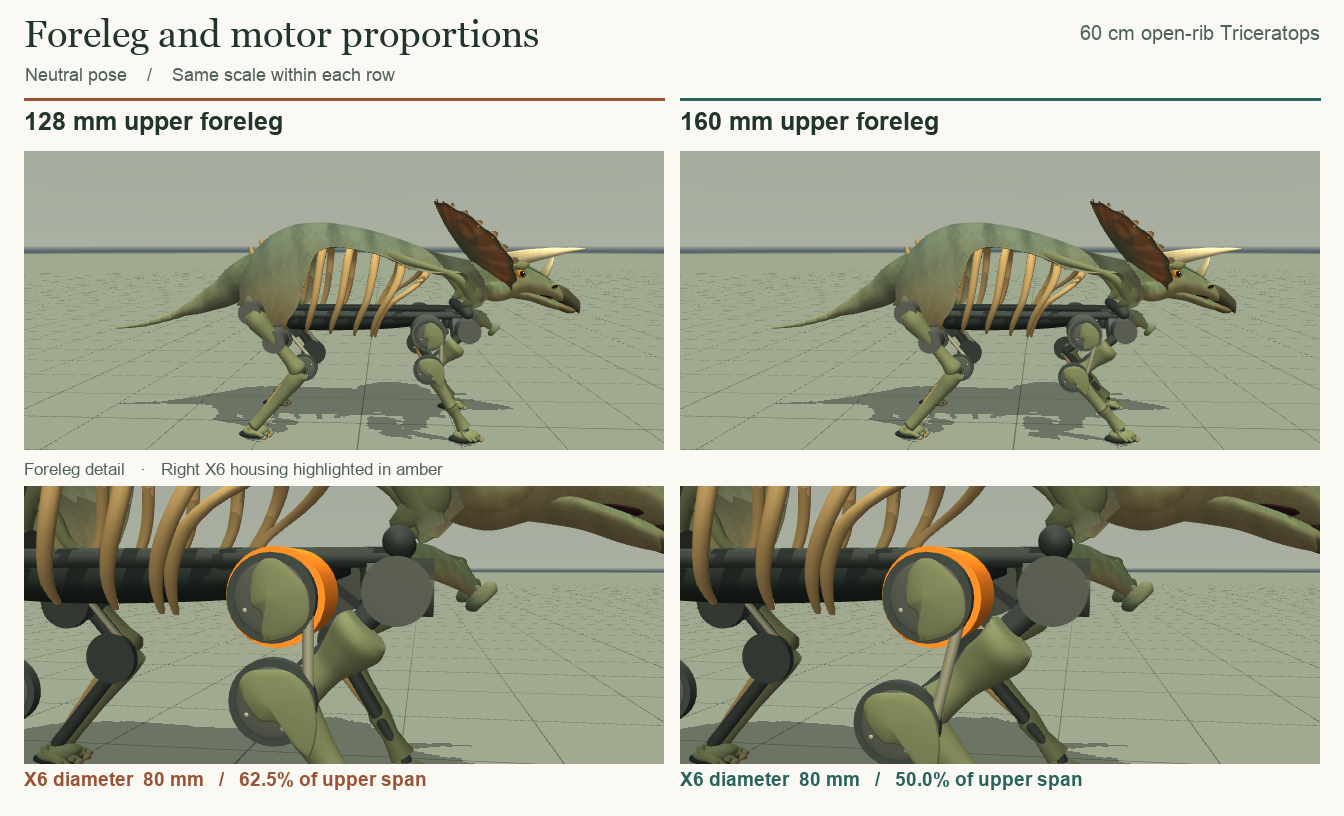 Foreleg and motor proportions
60 cm open-rib Triceratops
Neutral pose / Same scale within each row
128 mm upper foreleg
160 mm upper foreleg
Foreleg detail · Right X6 housing highlighted in amber
X6 diameter 80 mm / 62.5% of upper span
X6 diameter 80 mm / 50.0% of upper span